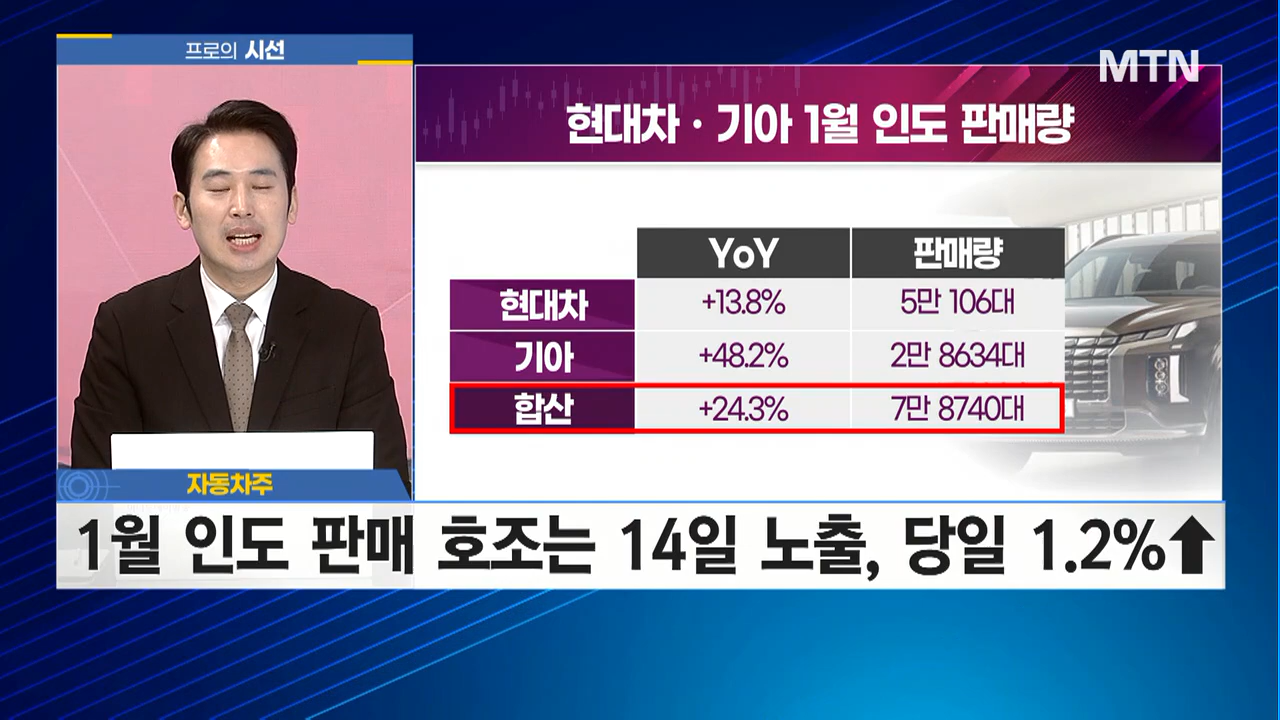 프로의 시선
MTN
현대차·기아 1월 인도 판매량
YoY 판매량
현대차 +13.8% 5만 106대
기아 +48.2% 2만 8634대
합산 +24.3% 7만 8740대
자동차주
1월 인도 판매 호조는 14일 노출, 당일 1.2%⬆